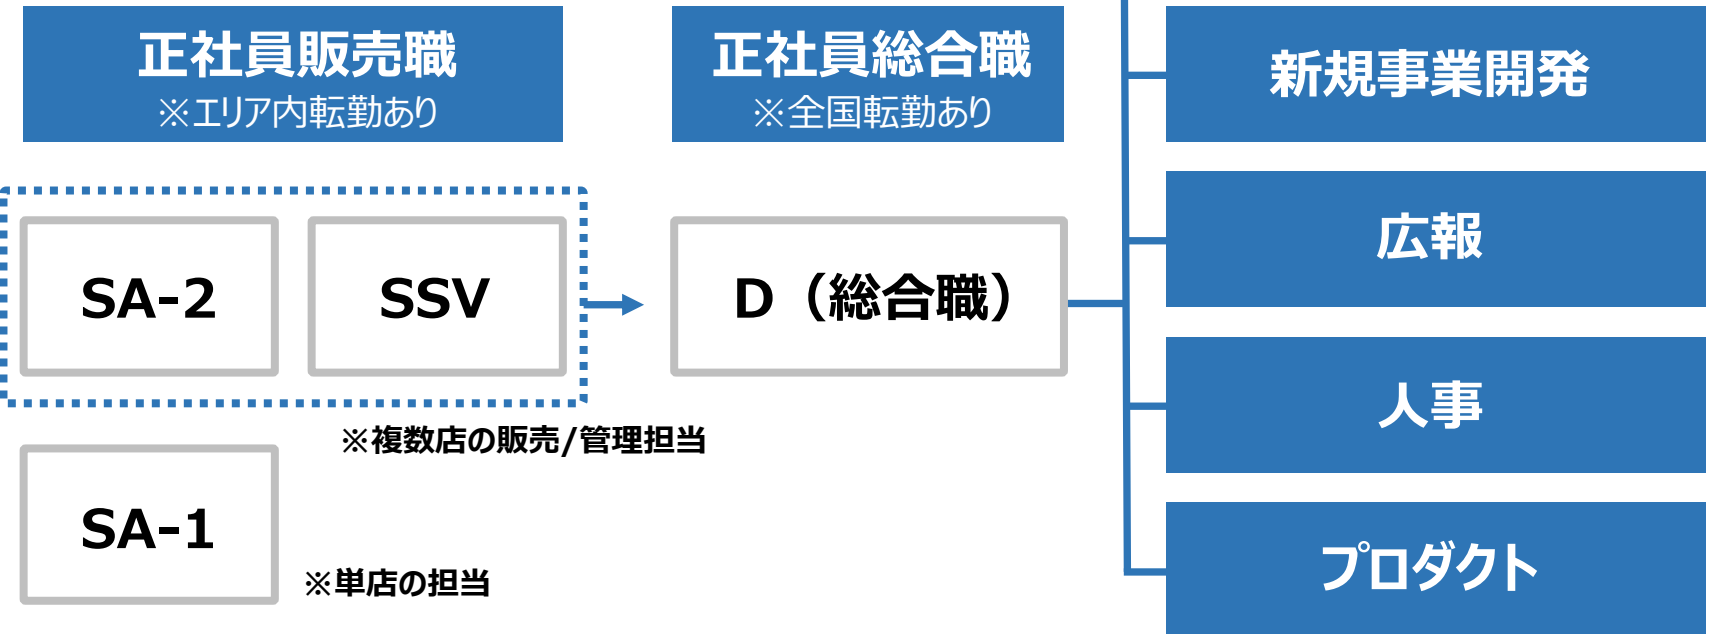 正社員販売職
※エリア内転勤あり
正社員総合職
※全国転勤あり
新規事業開発
広報
SA-2
SSV
D（総合職）
人事
※複数店の販売/管理担当
SA-1
※単店の担当
プロダクト